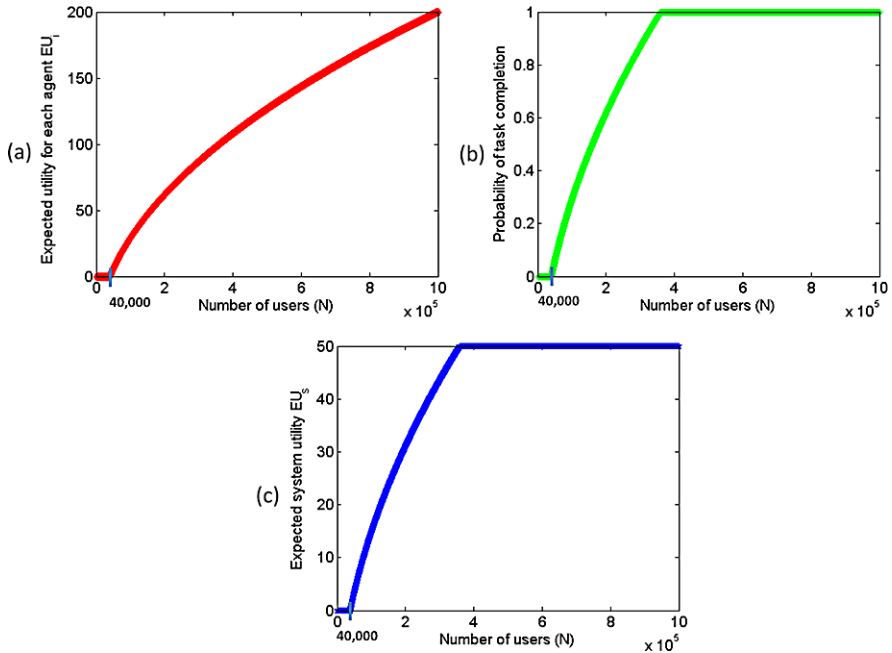 (a)
Expected utility for each agent EU_i
200
150
100
50
0
0 2 4 6 8 10
40,000
Number of users (N)
x 10^5
(b)
Probability of task completion
1
0.8
0.6
0.4
0.2
0
0 2 4 6 8 10
40,000
Number of users (N)
x 10^5
(c)
Expected system utility EU_S
50
40
30
20
10
0
0 2 4 6 8 10
40,000
Number of users (N)
x 10^5